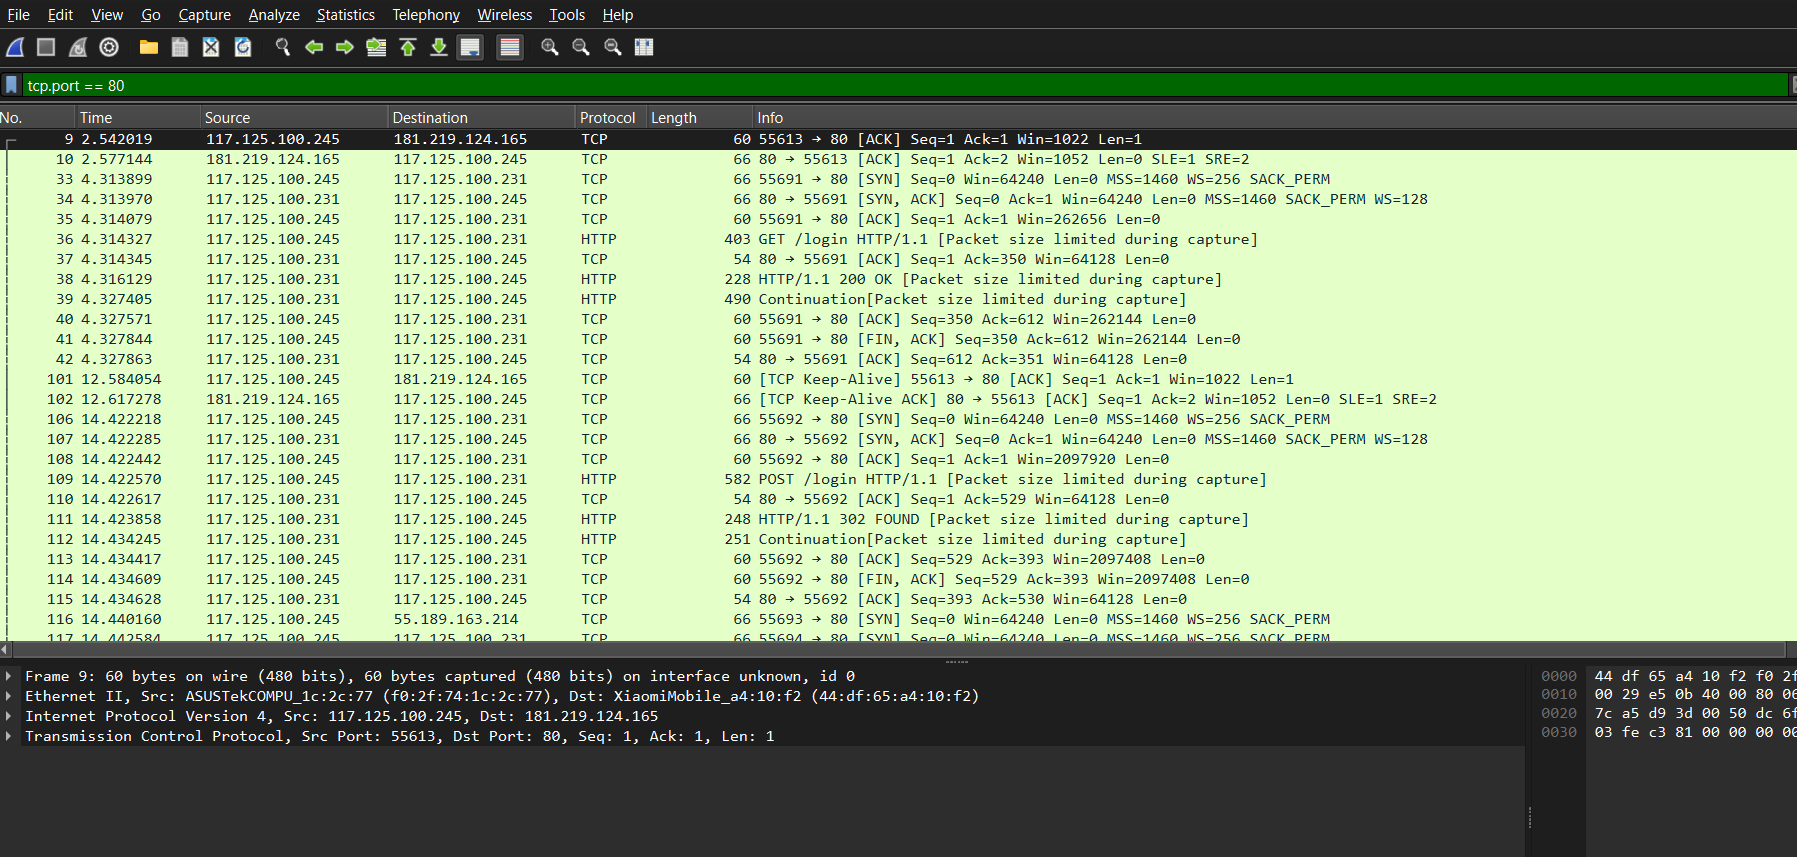 File Edit View Go Capture Analyze Statistics Telephony Wireless Tools Help
tcp.port == 80
No. Time Source Destination Protocol Length Info
9 2.542019 117.125.100.245 181.219.124.165 TCP 60 55613 → 80 [ACK] Seq=1 Ack=1 Win=1022 Len=1
10 2.577144 181.219.124.165 117.125.100.245 TCP 66 80 → 55613 [ACK] Seq=1 Ack=2 Win=1052 Len=0 SLE=1 SRE=2
33 4.313899 117.125.100.245 117.125.100.231 TCP 66 55691 → 80 [SYN] Seq=0 Win=64240 Len=0 MSS=1460 WS=256 SACK_PERM
34 4.313970 117.125.100.231 117.125.100.245 TCP 66 80 → 55691 [SYN, ACK] Seq=0 Ack=1 Win=64240 Len=0 MSS=1460 SACK_PERM WS=128
35 4.314079 117.125.100.245 117.125.100.231 TCP 60 55691 → 80 [ACK] Seq=1 Ack=1 Win=262656 Len=0
36 4.314327 117.125.100.245 117.125.100.231 HTTP 403 GET /login HTTP/1.1 [Packet size limited during capture]
37 4.314345 117.125.100.231 117.125.100.245 TCP 54 80 → 55691 [ACK] Seq=1 Ack=350 Win=64128 Len=0
38 4.316129 117.125.100.231 117.125.100.245 HTTP 228 HTTP/1.1 200 OK [Packet size limited during capture]
39 4.327405 117.125.100.231 117.125.100.245 HTTP 490 Continuation[Packet size limited during capture]
40 4.327571 117.125.100.245 117.125.100.231 TCP 60 55691 → 80 [ACK] Seq=350 Ack=612 Win=262144 Len=0
41 4.327844 117.125.100.245 117.125.100.231 TCP 60 55691 → 80 [FIN, ACK] Seq=350 Ack=612 Win=262144 Len=0
42 4.327863 117.125.100.231 117.125.100.245 TCP 54 80 → 55691 [ACK] Seq=612 Ack=351 Win=64128 Len=0
101 12.584054 117.125.100.245 181.219.124.165 TCP 60 [TCP Keep-Alive] 55613 → 80 [ACK] Seq=1 Ack=1 Win=1022 Len=1
102 12.617278 181.219.124.165 117.125.100.245 TCP 66 [TCP Keep-Alive ACK] 80 → 55613 [ACK] Seq=1 Ack=2 Win=1052 Len=0 SLE=1 SRE=2
106 14.422218 117.125.100.245 117.125.100.231 TCP 66 55692 → 80 [SYN] Seq=0 Win=64240 Len=0 MSS=1460 WS=256 SACK_PERM
107 14.422285 117.125.100.231 117.125.100.245 TCP 66 80 → 55692 [SYN, ACK] Seq=0 Ack=1 Win=64240 Len=0 MSS=1460 SACK_PERM WS=128
108 14.422442 117.125.100.245 117.125.100.231 TCP 60 55692 → 80 [ACK] Seq=1 Ack=1 Win=2097920 Len=0
109 14.422570 117.125.100.245 117.125.100.231 HTTP 582 POST /login HTTP/1.1 [Packet size limited during capture]
110 14.422617 117.125.100.231 117.125.100.245 TCP 54 80 → 55692 [ACK] Seq=1 Ack=529 Win=64128 Len=0
111 14.423858 117.125.100.231 117.125.100.245 HTTP 248 HTTP/1.1 302 FOUND [Packet size limited during capture]
112 14.434245 117.125.100.231 117.125.100.245 HTTP 251 Continuation[Packet size limited during capture]
113 14.434417 117.125.100.245 117.125.100.231 TCP 60 55692 → 80 [ACK] Seq=529 Ack=393 Win=2097408 Len=0
114 14.434609 117.125.100.245 117.125.100.231 TCP 60 55692 → 80 [FIN, ACK] Seq=529 Ack=393 Win=2097408 Len=0
115 14.434628 117.125.100.231 117.125.100.245 TCP 54 80 → 55692 [ACK] Seq=393 Ack=530 Win=64128 Len=0
116 14.440160 117.125.100.245 55.189.163.214 TCP 66 55693 → 80 [SYN] Seq=0 Win=64240 Len=0 MSS=1460 WS=256 SACK_PERM
117 14.442584 117.125.100.245 117.125.100.231 TCP 66 55694 → 80 [SYN] Seq=0 Win=64240 Len=0 MSS=1460 WS=256 SACK_PERM
Frame 9: 60 bytes on wire (480 bits), 60 bytes captured (480 bits) on interface unknown, id 0
Ethernet II, Src: ASUSTekCOMPU_1c:2c:77 (f0:2f:74:1c:2c:77), Dst: XiaomiMobile_a4:10:f2 (44:df:65:a4:10:f2)
Internet Protocol Version 4, Src: 117.125.100.245, Dst: 181.219.124.165
Transmission Control Protocol, Src Port: 55613, Dst Port: 80, Seq: 1, Ack: 1, Len: 1
0000 44 df 65 a4 10 f2 f0 2f
0010 00 29 e5 0b 40 00 80 06
0020 7c a5 d9 3d 00 50 dc 6f
0030 03 fe c3 81 00 00 00 00